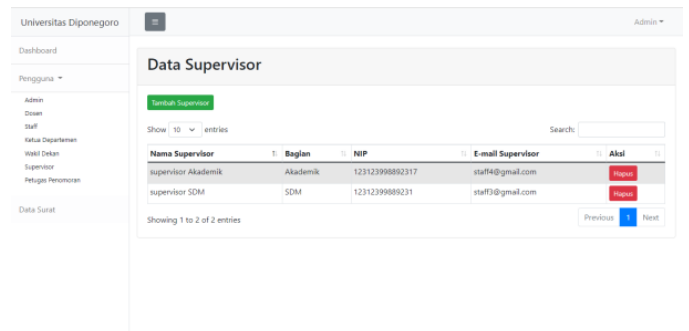 Universitas Diponegoro
Admin
Dashboard
Pengguna
Admin
Dosen
Staff
Ketua Departemen
Wakil Dekan
Supervisor
Petugas Penomoran
Data Surat
Data Supervisor
Tambah Supervisor
Show 10 entries
Search:
Nama Supervisor Bagian NIP E-mail Supervisor Aksi
supervisor Akademik Akademik 123123998892317 staff4@gmail.com Hapus
supervisor SDM SDM 12312399889231 staff3@gmail.com Hapus
Showing 1 to 2 of 2 entries
Previous 1 Next